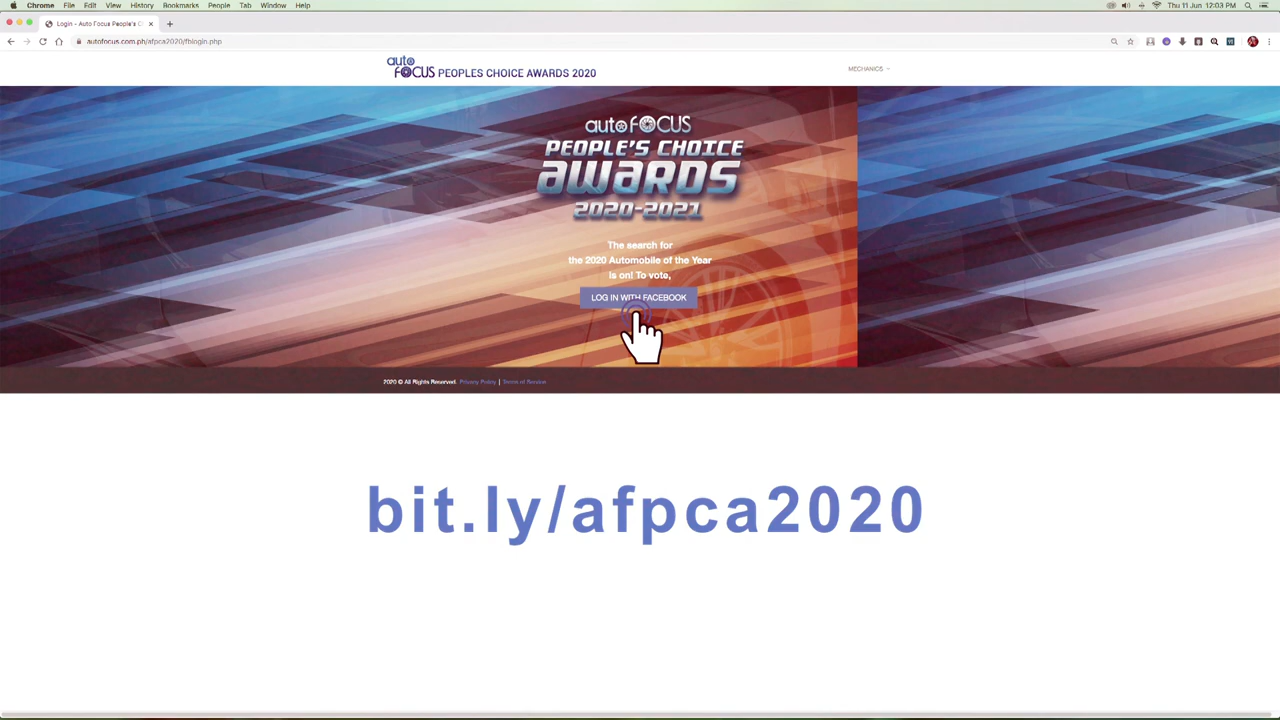 Chrome File Edit View History Bookmarks People Tab Window Help
Thu 11 Jun 12:03 PM
Login - Auto Focus People's C
autofocus.com.ph/afpca2020/fblogin.php
auto
FOCUS PEOPLES CHOICE AWARDS 2020
MECHANICS
autoFOCUS
PEOPLE'S CHOICE
AWARDS
2020-2021
The search for
the 2020 Automobile of the Year
is on! To vote,
LOG IN WITH FACEBOOK
2020 © All Rights Reserved. Privacy Policy | Terms of Service
bit.ly/afpca2020